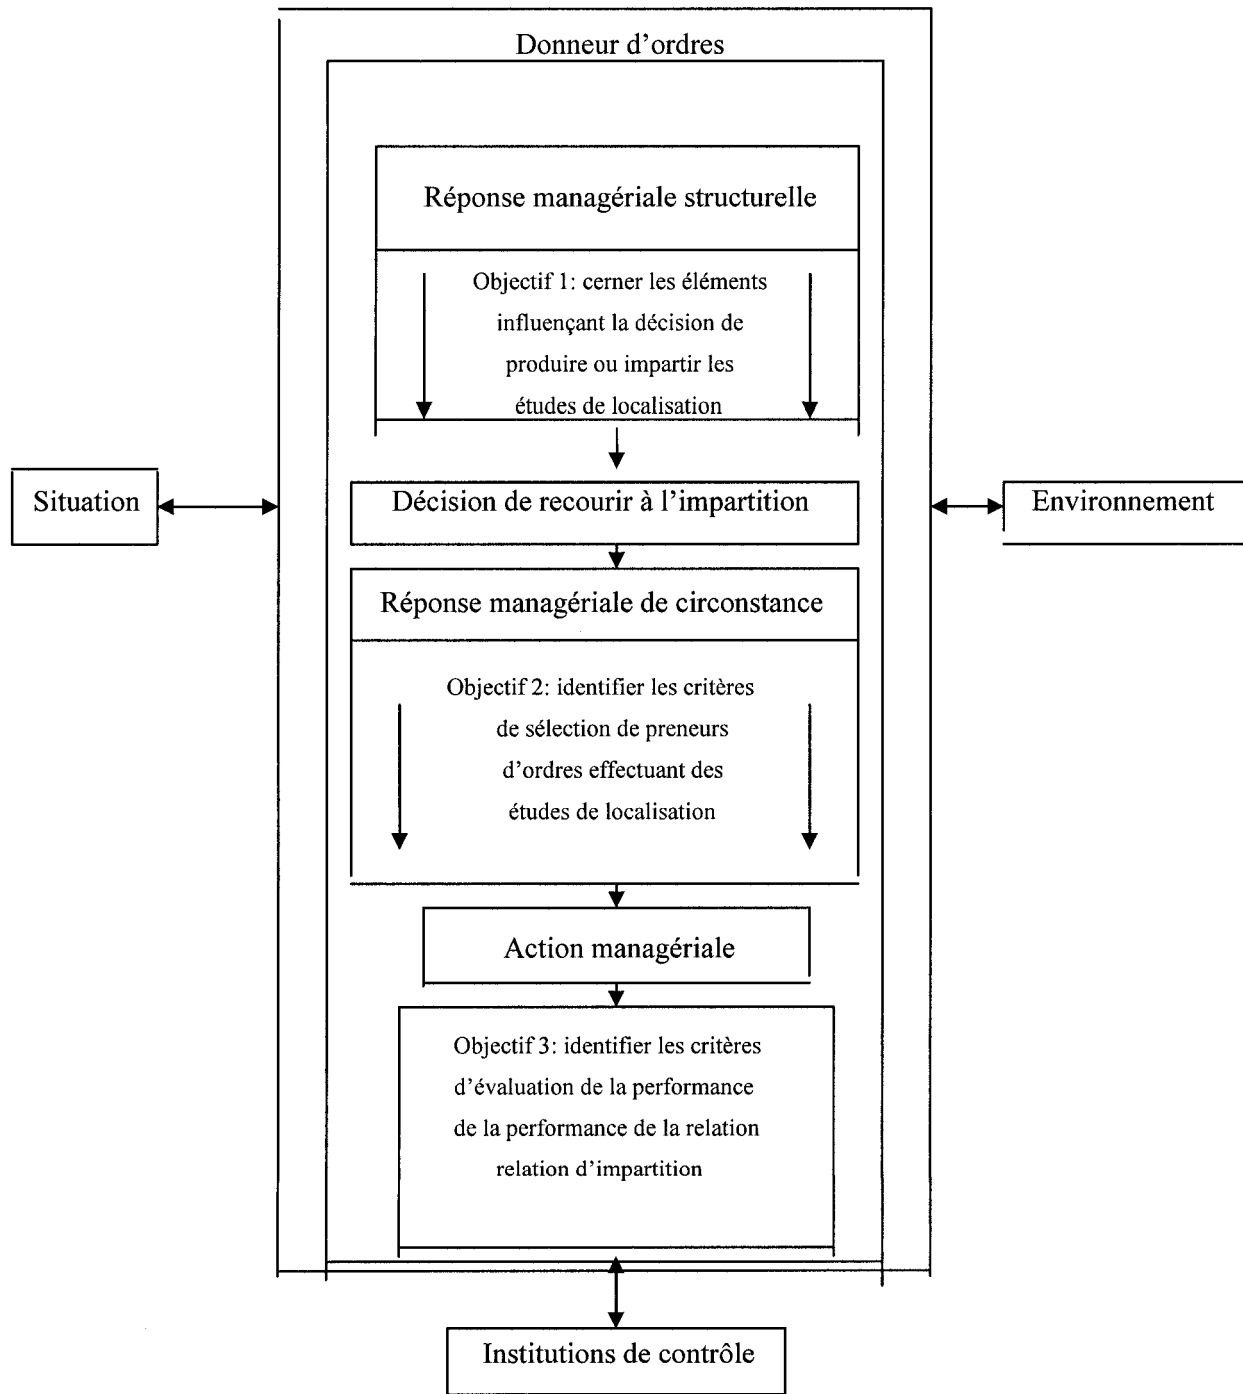 Donneur d'ordres
Réponse managériale structurelle
Objectif 1: cerner les éléments
influençant la décision de
produire ou impartir les
études de localisation
Situation
Décision de recourir à l'impartition
Environnement
Réponse managériale de circonstance
Objectif 2: identifier les critères
de sélection de preneurs
d'ordres effectuant des
études de localisation
Action managériale
Objectif 3: identifier les critères
d'évaluation de la performance
de la performance de la relation
relation d'impartition
Institutions de contrôle